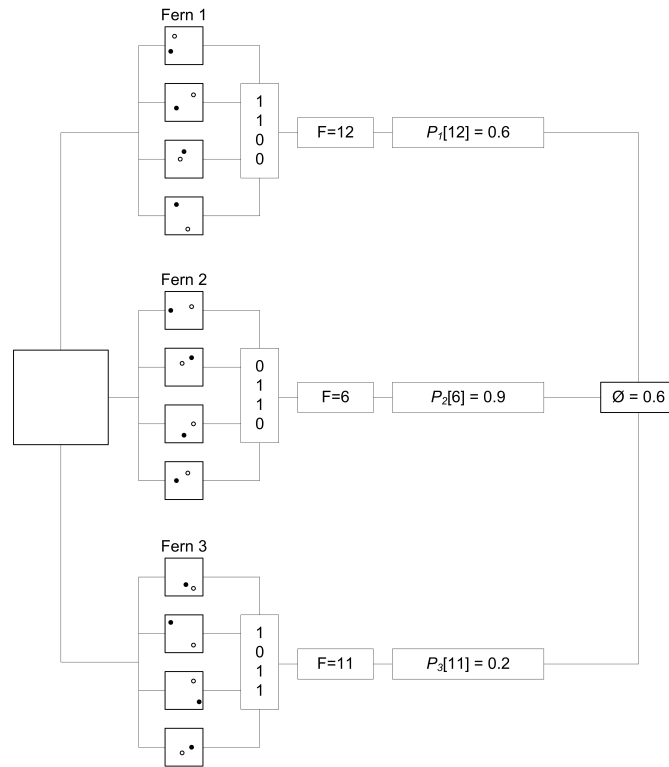 Fern 1
1
1
0
0
F=12
P1[12] = 0.6
Fern 2
0
1
1
0
F=6
P2[6] = 0.9
Ø = 0.6
Fern 3
1
0
1
1
F=11
P3[11] = 0.2